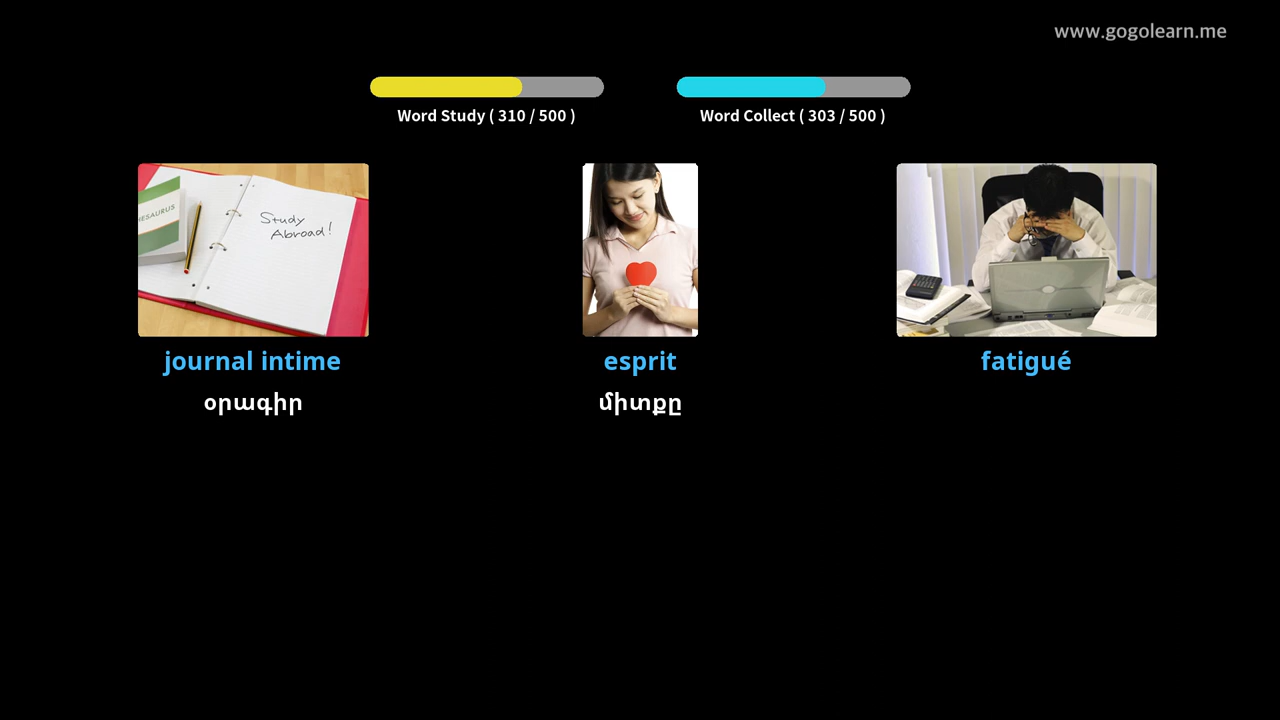 www.gogolearn.me
Word Study ( 310 / 500 )
Word Collect ( 303 / 500 )
THESAURUS
Study
Abroad!
journal intime
esprit
fatigué
օրագիր
միտքը